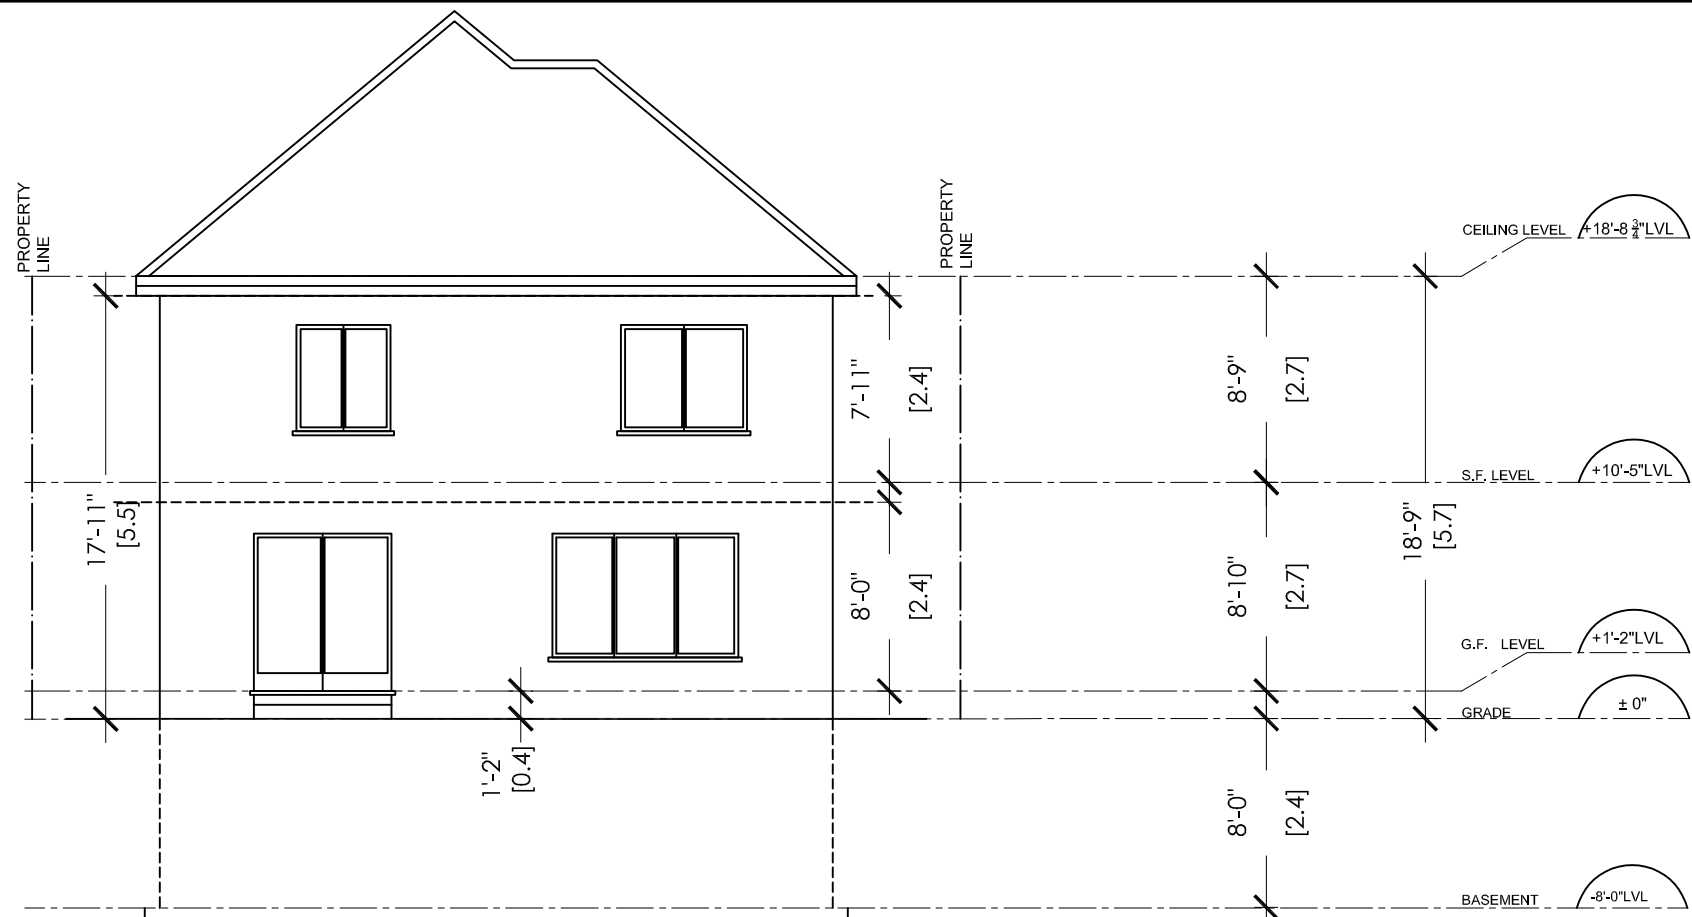 PROPERTY
LINE
PROPERTY
LINE
CEILING LEVEL
+18'-8 3/4"LVL
7'-11"
[2.4]
8'-9"
[2.7]
S.F. LEVEL
+10'-5"LVL
17'-11"
[5.5]
18'-9"
[5.7]
8'-0"
[2.4]
8'-10"
[2.7]
G.F. LEVEL
+1'-2"LVL
GRADE
± 0"
1'-2"
[0.4]
8'-0"
[2.4]
BASEMENT
-8'-0"LVL